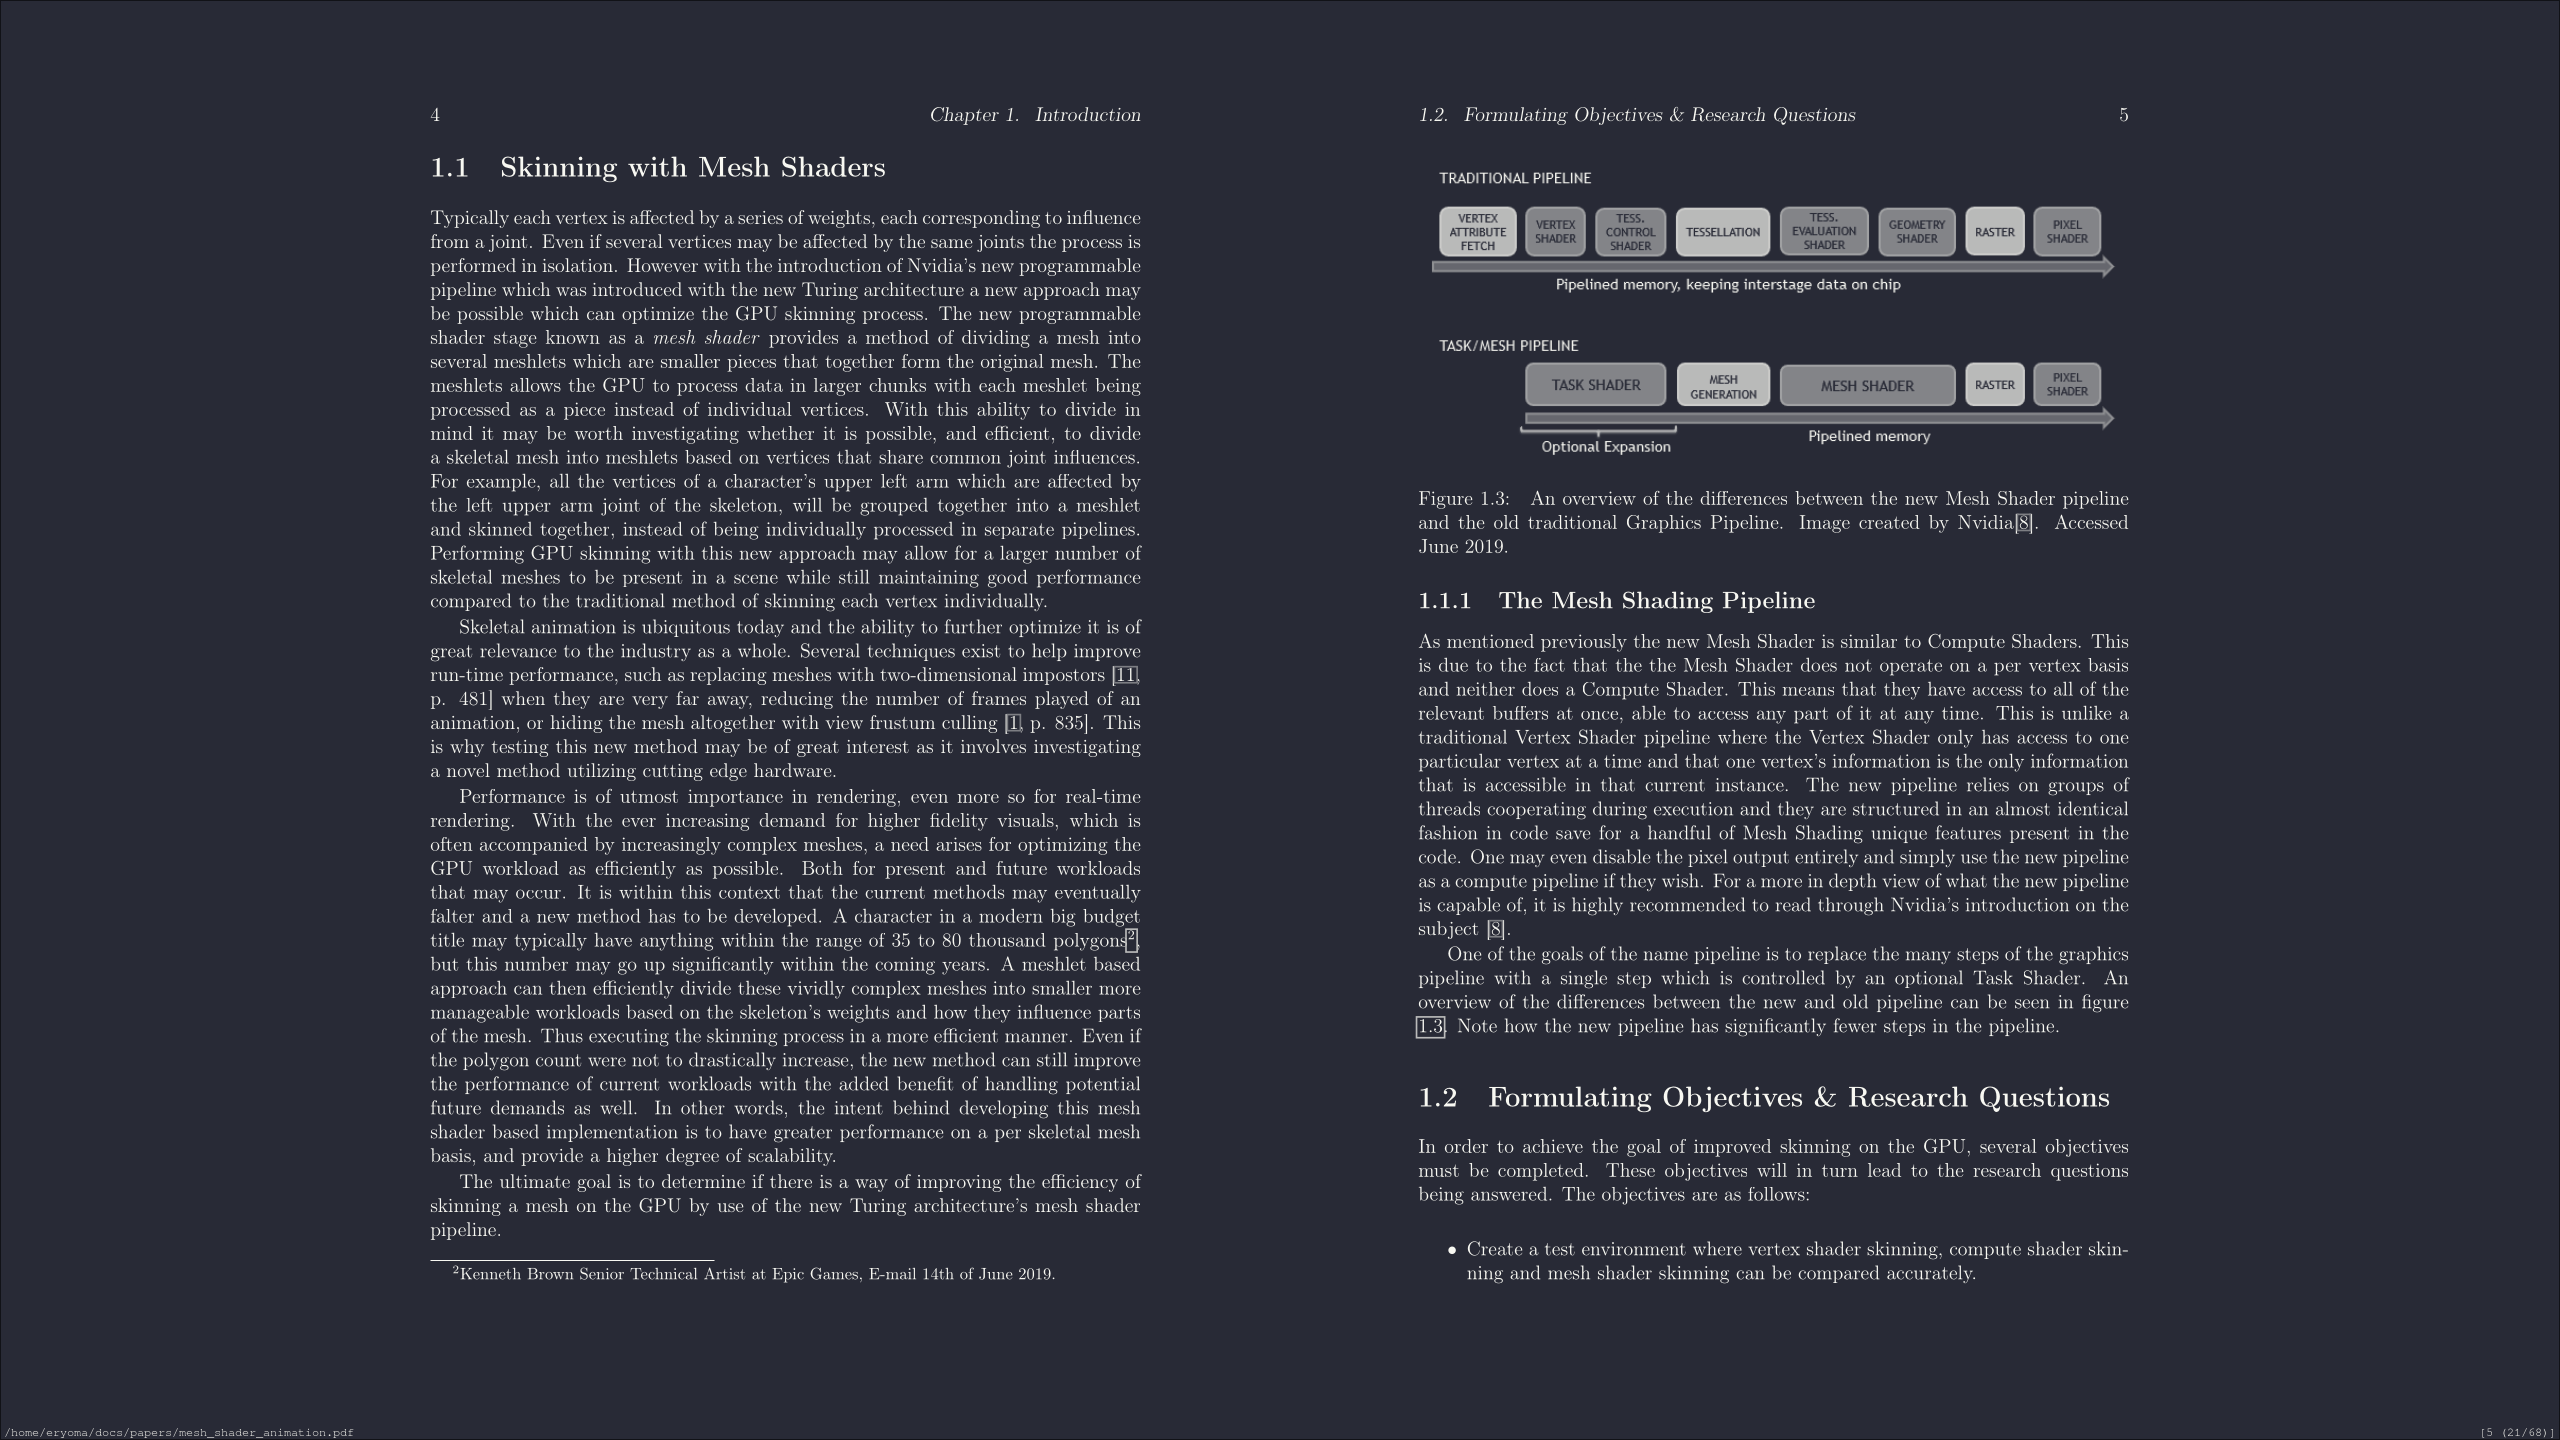 4 Chapter 1. Introduction
1.1 Skinning with Mesh Shaders
Typically each vertex is affected by a series of weights, each corresponding to influence
from a joint. Even if several vertices may be affected by the same joints the process is
performed in isolation. However with the introduction of Nvidia's new programmable
pipeline which was introduced with the new Turing architecture a new approach may
be possible which can optimize the GPU skinning process. The new programmable
shader stage known as a mesh shader provides a method of dividing a mesh into
several meshlets which are smaller pieces that together form the original mesh. The
meshlets allows the GPU to process data in larger chunks with each meshlet being
processed as a piece instead of individual vertices. With this ability to divide in
mind it may be worth investigating whether it is possible, and efficient, to divide
a skeletal mesh into meshlets based on vertices that share common joint influences.
For example, all the vertices of a character's upper left arm which are affected by
the left upper arm joint of the skeleton, will be grouped together into a meshlet
and skinned together, instead of being individually processed in separate pipelines.
Performing GPU skinning with this new approach may allow for a larger number of
skeletal meshes to be present in a scene while still maintaining good performance
compared to the traditional method of skinning each vertex individually.
Skeletal animation is ubiquitous today and the ability to further optimize it is of
great relevance to the industry as a whole. Several techniques exist to help improve
run-time performance, such as replacing meshes with two-dimensional impostors [11,
p. 481] when they are very far away, reducing the number of frames played of an
animation, or hiding the mesh altogether with view frustum culling [1, p. 835]. This
is why testing this new method may be of great interest as it involves investigating
a novel method utilizing cutting edge hardware.
Performance is of utmost importance in rendering, even more so for real-time
rendering. With the ever increasing demand for higher fidelity visuals, which is
often accompanied by increasingly complex meshes, a need arises for optimizing the
GPU workload as efficiently as possible. Both for present and future workloads
that may occur. It is within this context that the current methods may eventually
falter and a new method has to be developed. A character in a modern big budget
title may typically have anything within the range of 35 to 80 thousand polygons²,
but this number may go up significantly within the coming years. A meshlet based
approach can then efficiently divide these vividly complex meshes into smaller more
manageable workloads based on the skeleton's weights and how they influence parts
of the mesh. Thus executing the skinning process in a more efficient manner. Even if
the polygon count were not to drastically increase, the new method can still improve
the performance of current workloads with the added benefit of handling potential
future demands as well. In other words, the intent behind developing this mesh
shader based implementation is to have greater performance on a per skeletal mesh
basis, and provide a higher degree of scalability.
The ultimate goal is to determine if there is a way of improving the efficiency of
skinning a mesh on the GPU by use of the new Turing architecture's mesh shader
pipeline.
²Kenneth Brown Senior Technical Artist at Epic Games, E-mail 14th of June 2019.
1.2. Formulating Objectives & Research Questions 5
TRADITIONAL PIPELINE
VERTEX ATTRIBUTE FETCH
VERTEX SHADER
TESS. CONTROL SHADER
TESSELLATION
TESS. EVALUATION SHADER
GEOMETRY SHADER
RASTER
PIXEL SHADER
Pipelined memory, keeping interstage data on chip
TASK/MESH PIPELINE
TASK SHADER
MESH GENERATION
MESH SHADER
RASTER
PIXEL SHADER
Optional Expansion
Pipelined memory
Figure 1.3: An overview of the differences between the new Mesh Shader pipeline
and the old traditional Graphics Pipeline. Image created by Nvidia[8]. Accessed
June 2019.
1.1.1 The Mesh Shading Pipeline
As mentioned previously the new Mesh Shader is similar to Compute Shaders. This
is due to the fact that the the Mesh Shader does not operate on a per vertex basis
and neither does a Compute Shader. This means that they have access to all of the
relevant buffers at once, able to access any part of it at any time. This is unlike a
traditional Vertex Shader pipeline where the Vertex Shader only has access to one
particular vertex at a time and that one vertex's information is the only information
that is accessible in that current instance. The new pipeline relies on groups of
threads cooperating during execution and they are structured in an almost identical
fashion in code save for a handful of Mesh Shading unique features present in the
code. One may even disable the pixel output entirely and simply use the new pipeline
as a compute pipeline if they wish. For a more in depth view of what the new pipeline
is capable of, it is highly recommended to read through Nvidia's introduction on the
subject [8].
One of the goals of the name pipeline is to replace the many steps of the graphics
pipeline with a single step which is controlled by an optional Task Shader. An
overview of the differences between the new and old pipeline can be seen in figure
1.3. Note how the new pipeline has significantly fewer steps in the pipeline.
1.2 Formulating Objectives & Research Questions
In order to achieve the goal of improved skinning on the GPU, several objectives
must be completed. These objectives will in turn lead to the research questions
being answered. The objectives are as follows:
• Create a test environment where vertex shader skinning, compute shader skin-
ning and mesh shader skinning can be compared accurately.
/home/eryoma/docs/papers/mesh_shader_animation.pdf [5 (21/68)]